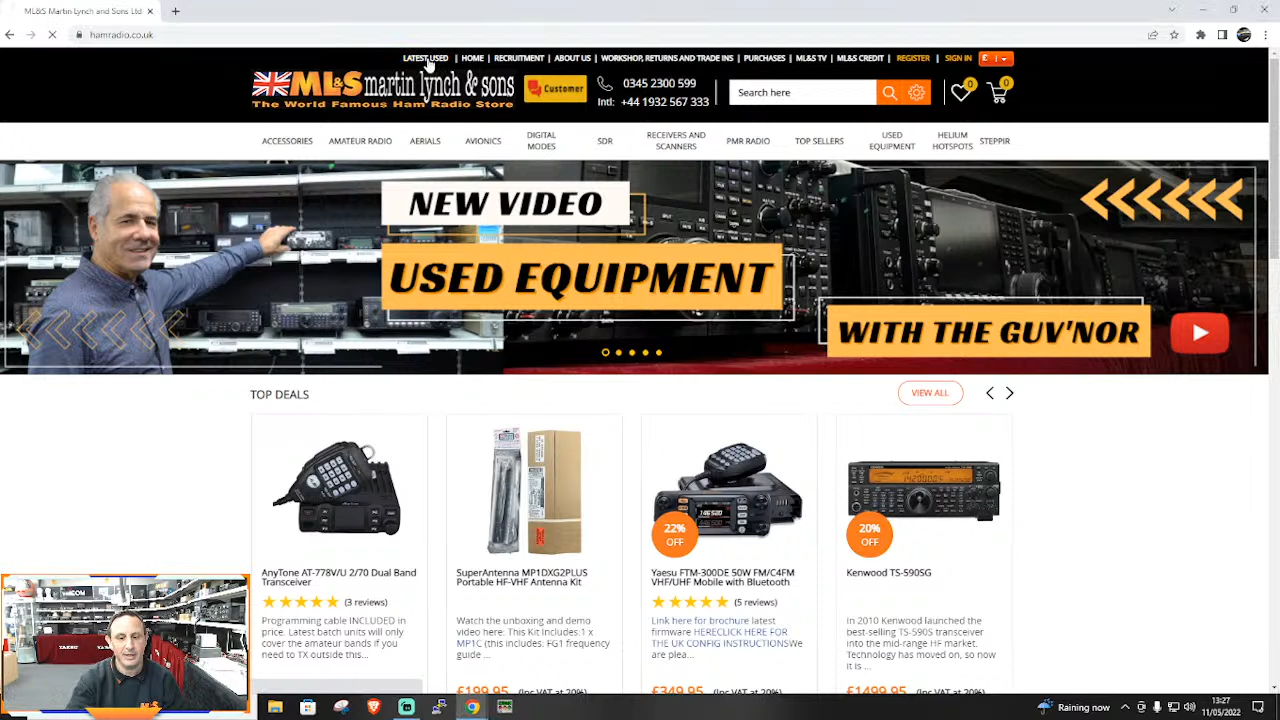 ML&S Martin Lynch and Sons Ltd
hamradio.co.uk
LATEST USED | HOME | RECRUITMENT | ABOUT US | WORKSHOP, RETURNS AND TRADE INS | PURCHASES | ML&S TV | ML&S CREDIT | REGISTER | SIGN IN £
ML&S martin lynch & sons
The World Famous Ham Radio Store
Customer
0345 2300 599
Intl: +44 1932 567 333
Search here
0
0
ACCESSORIES AMATEUR RADIO AERIALS AVIONICS DIGITAL MODES SDR RECEIVERS AND SCANNERS PMR RADIO TOP SELLERS USED EQUIPMENT HELIUM HOTSPOTS STEPPIR
NEW VIDEO
USED EQUIPMENT
WITH THE GUV'NOR
TOP DEALS
VIEW ALL
22% OFF
20% OFF
AnyTone AT-778V/U 2/70 Dual Band
Transceiver
(3 reviews)
Programming cable INCLUDED in
price. Latest batch units will only
cover the amateur bands if you
need to TX outside this...
SuperAntenna MP1DXG2PLUS
Portable HF-VHF Antenna Kit
Watch the unboxing and demo
video here: This Kit Includes:1 x
MP1C (this includes: FG1 frequency
guide ...
£199.95 (Inc VAT at 20%)
Yaesu FTM-300DE 50W FM/C4FM
VHF/UHF Mobile with Bluetooth
(5 reviews)
Link here for brochure latest
firmware HERECLICK HERE FOR
THE UK CONFIG INSTRUCTIONSWe
are plea...
£349.95 (Inc VAT at 20%)
Kenwood TS-590SG
In 2010 Kenwood launched the
best-selling TS-590S transceiver
into the mid-range HF market.
Technology has moved on, so now
it is ...
£1499.95 (Inc VAT at 20%)
YAESU
ICOM
ML&S
Raining now
13:27
11/05/2022